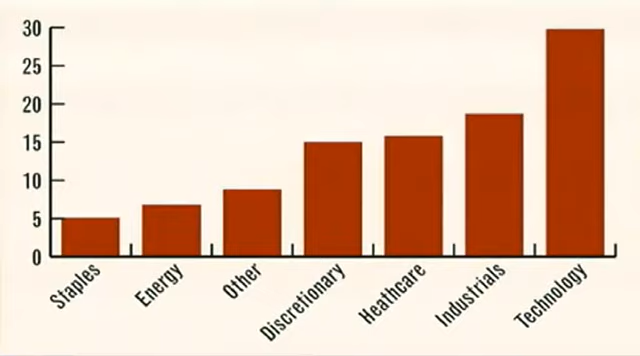 30
25
20
15
10
5
0
Staples
Energy
Other
Discretionary
Heathcare
Industrials
Technology